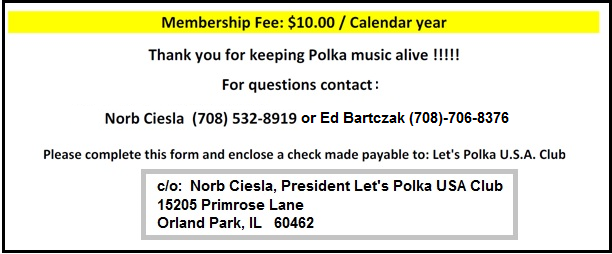 Membership Fee: $10.00 / Calendar year
Thank you for keeping Polka music alive !!!!!
For questions contact:
Norb Ciesla (708) 532-8919 or Ed Bartczak (708)-706-8376
Please complete this form and enclose a check made payable to: Let's Polka U.S.A. Club
c/o: Norb Ciesla, President Let's Polka USA Club
15205 Primrose Lane
Orland Park, IL 60462